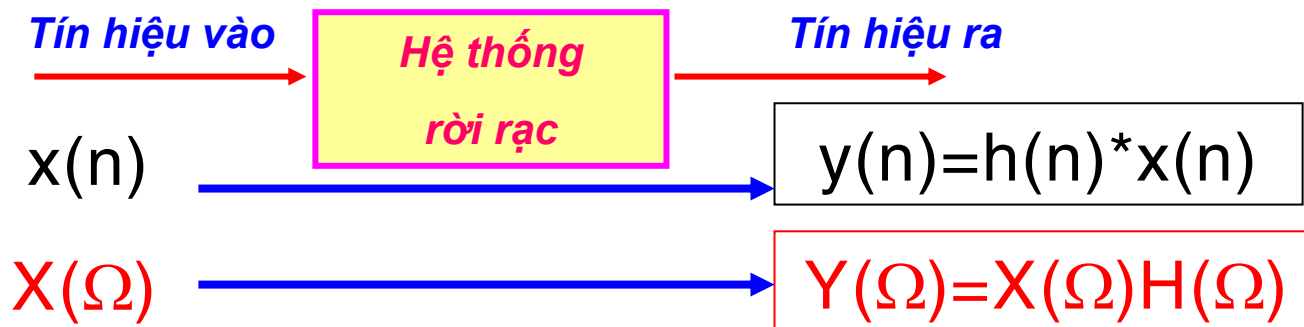 Tín hiệu vào
Hệ thống
rời rạc
Tín hiệu ra
x(n)
y(n)=h(n)*x(n)
X(Ω)
Y(Ω)=X(Ω)H(Ω)